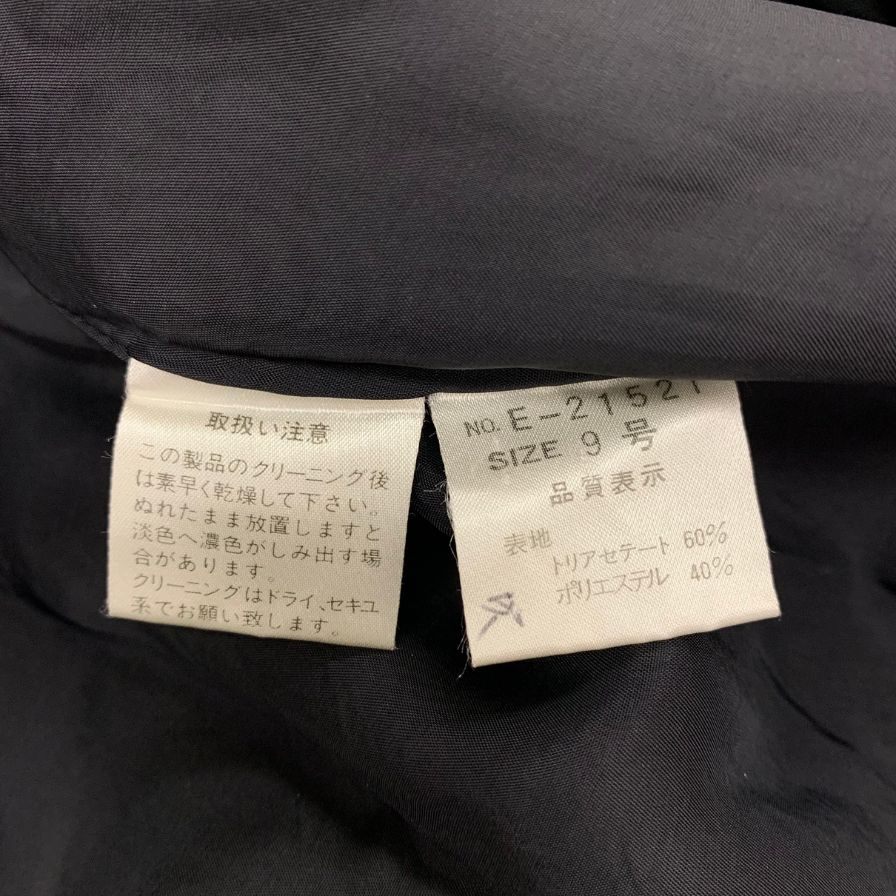 取扱い注意
この製品のクリーニング後
は素早く乾燥して下さい。
ぬれたまま放置しますと
淡色へ濃色がしみ出す場
合があります。
クリーニングはドライ、セキユ
系でお願い致します。
NO. E-21521
SIZE 9 号
品質表示
表地
トリアセテート 60%
ポリエステル 40%